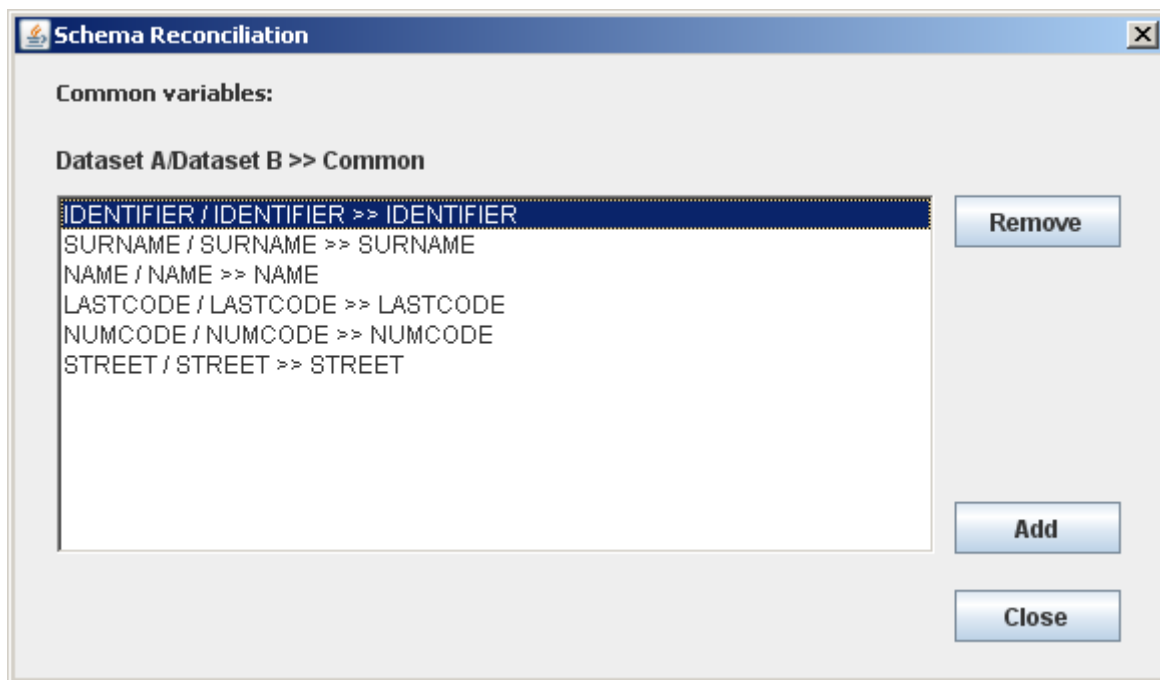 Schema Reconciliation
Common variables:
Dataset A/Dataset B >> Common
IDENTIFIER / IDENTIFIER >> IDENTIFIER
SURNAME / SURNAME >> SURNAME
NAME / NAME >> NAME
LASTCODE / LASTCODE >> LASTCODE
NUMCODE / NUMCODE >> NUMCODE
STREET / STREET >> STREET
Remove
Add
Close